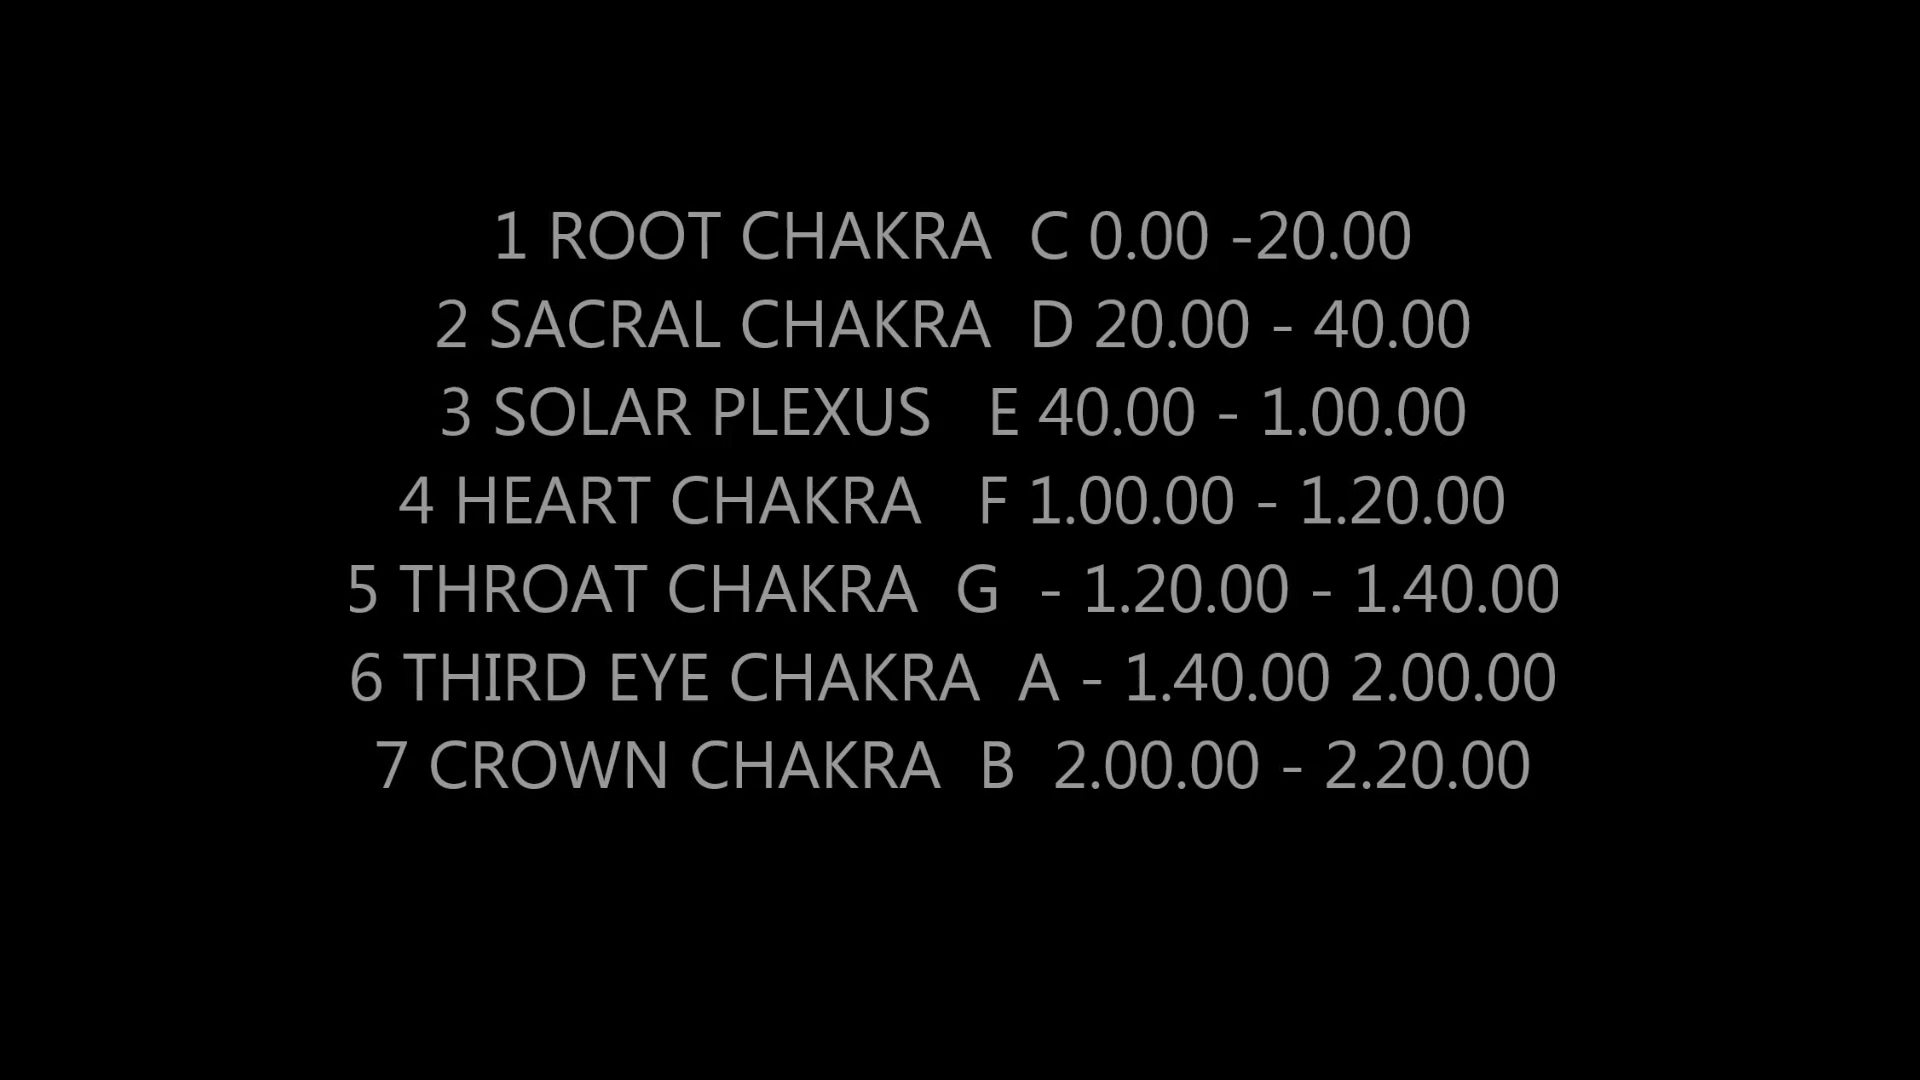 1 ROOT CHAKRA  C 0.00 -20.00
2 SACRAL CHAKRA  D 20.00 - 40.00
3 SOLAR PLEXUS   E 40.00 - 1.00.00
4 HEART CHAKRA   F 1.00.00 - 1.20.00
5 THROAT CHAKRA  G  - 1.20.00 - 1.40.00
6 THIRD EYE CHAKRA  A - 1.40.00 2.00.00
7 CROWN CHAKRA  B  2.00.00 - 2.20.00